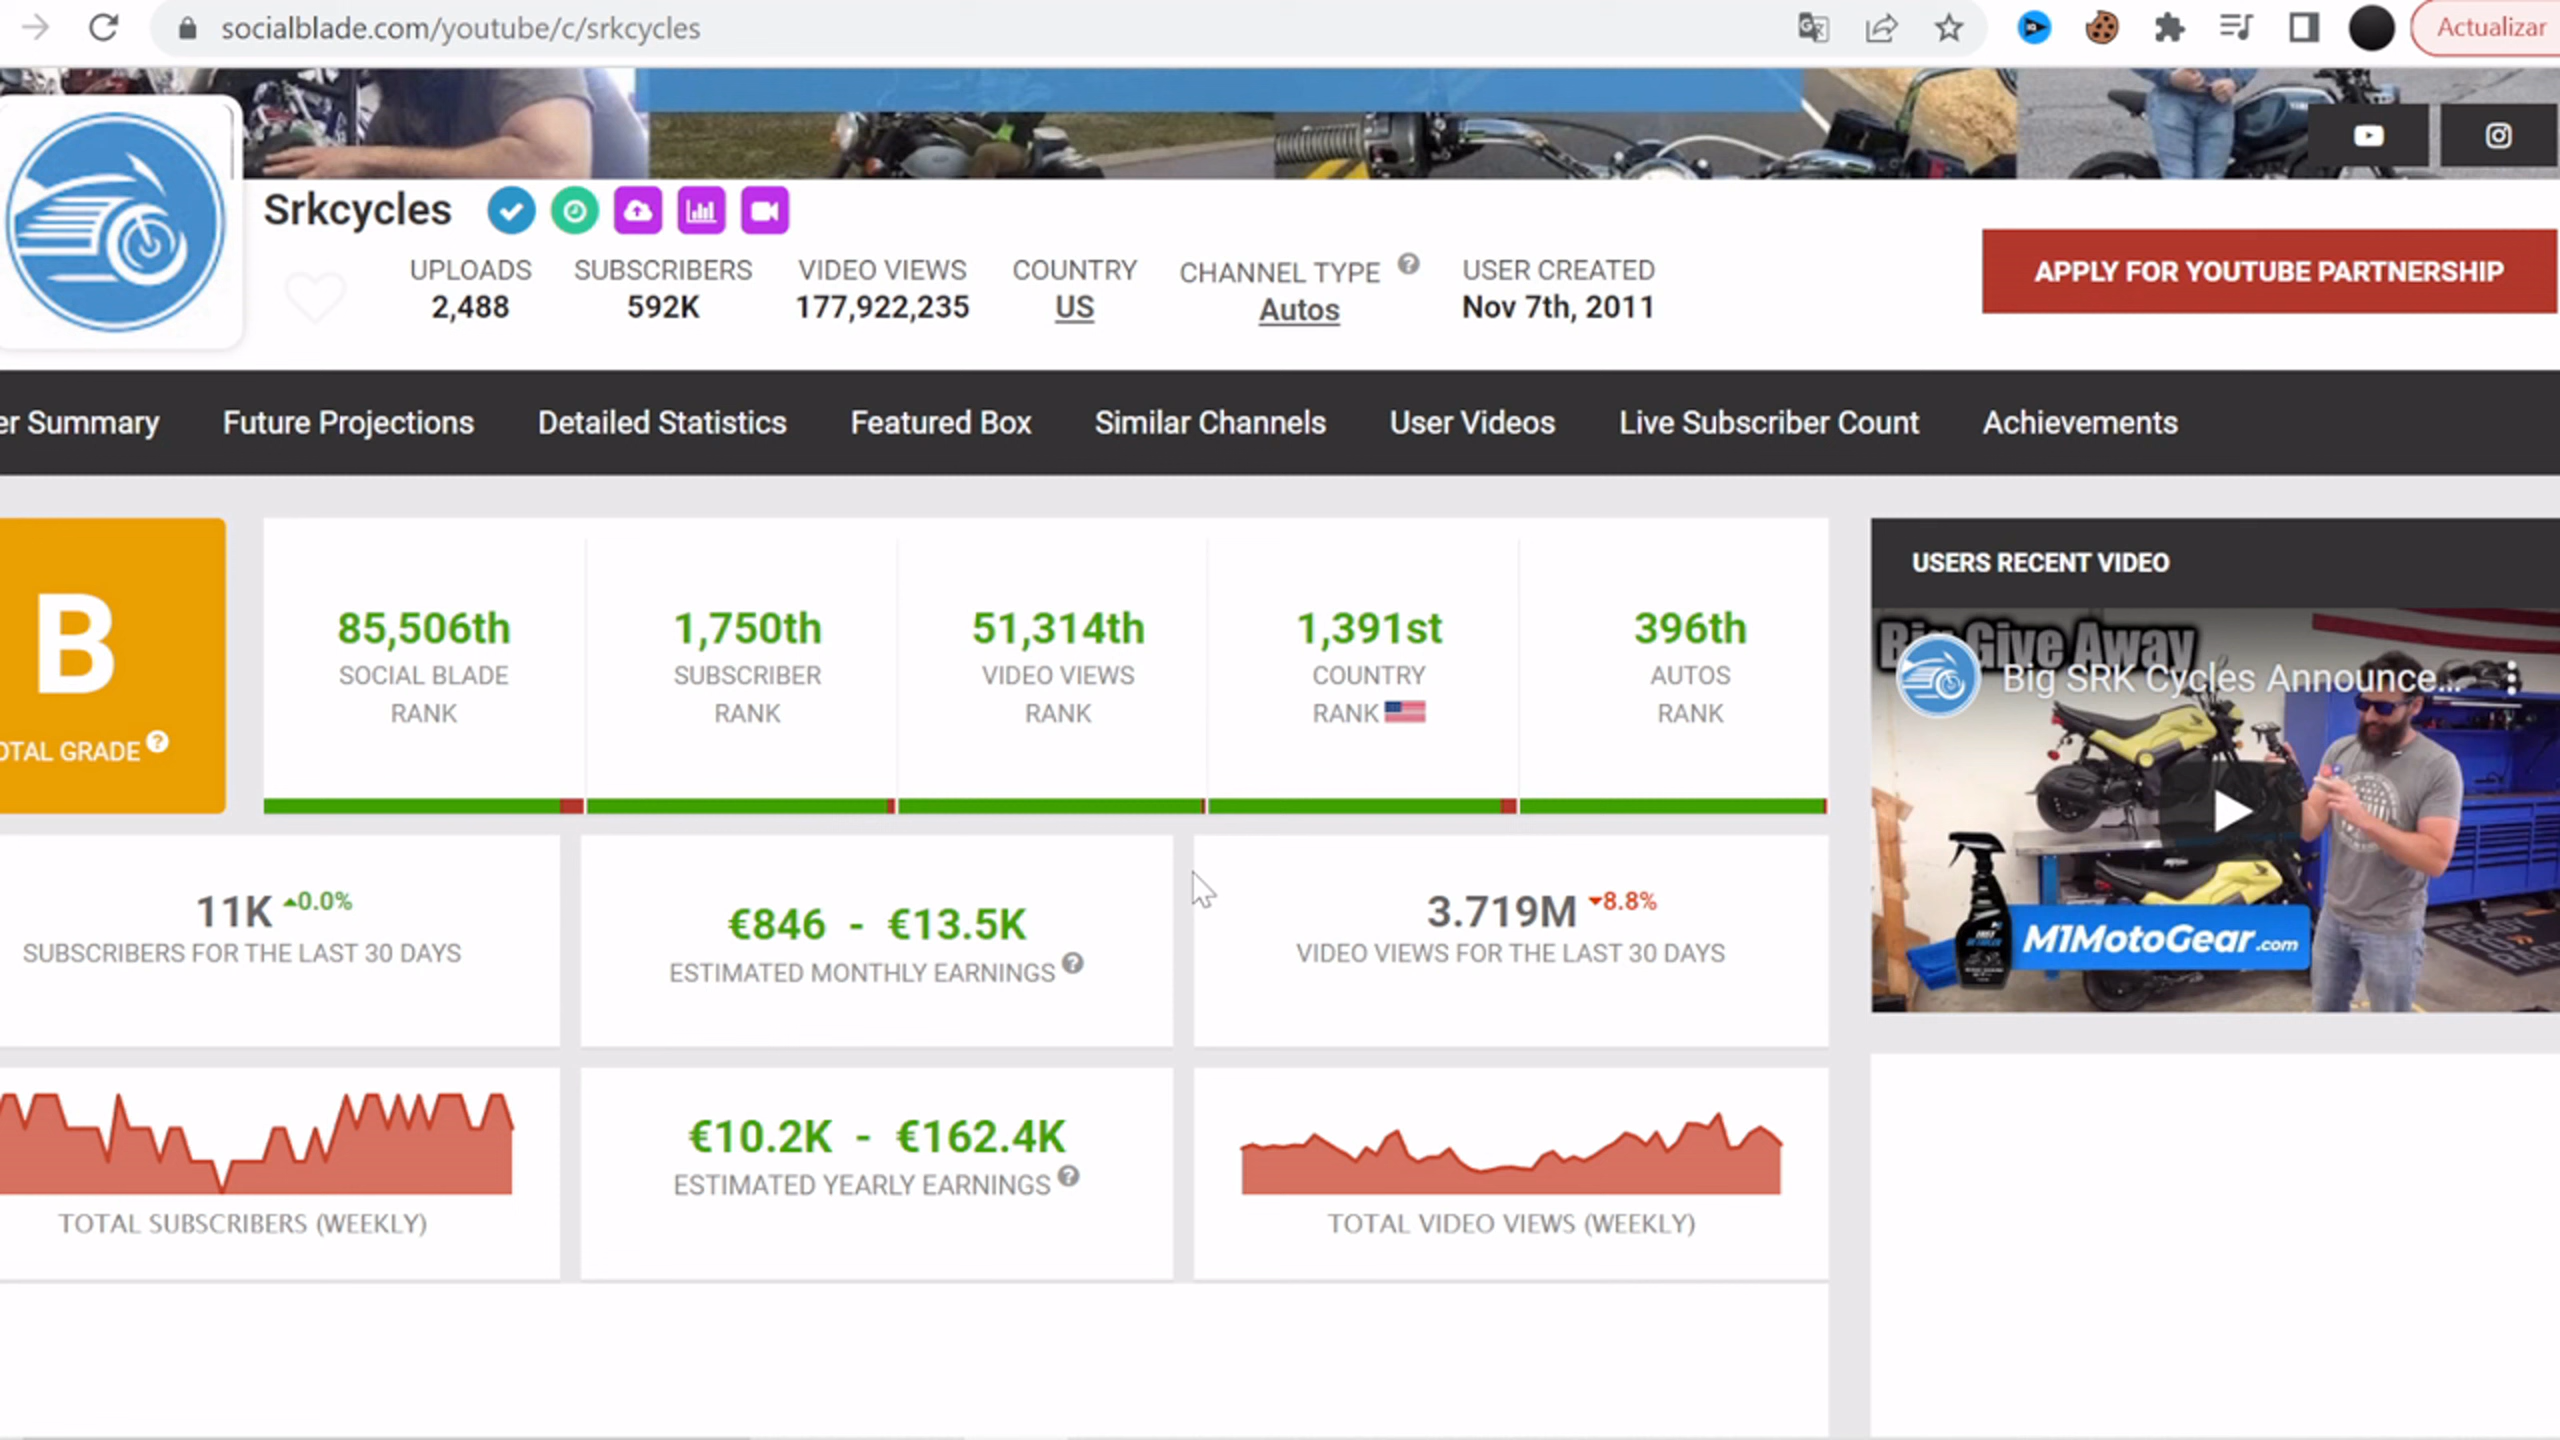 socialblade.com/youtube/c/srkcycles
Actualizar
Srkcycles
UPLOADS
2,488
SUBSCRIBERS
592K
VIDEO VIEWS
177,922,235
COUNTRY
US
CHANNEL TYPE
Autos
USER CREATED
Nov 7th, 2011
APPLY FOR YOUTUBE PARTNERSHIP
er Summary
Future Projections
Detailed Statistics
Featured Box
Similar Channels
User Videos
Live Subscriber Count
Achievements
B
OTAL GRADE
85,506th
SOCIAL BLADE
RANK
1,750th
SUBSCRIBER
RANK
51,314th
VIDEO VIEWS
RANK
1,391st
COUNTRY
RANK
396th
AUTOS
RANK
USERS RECENT VIDEO
Big Give Away
Big SRK Cycles Announce...
M1MotoGear.com
11K 0.0%
SUBSCRIBERS FOR THE LAST 30 DAYS
€846 - €13.5K
ESTIMATED MONTHLY EARNINGS
3.719M 8.8%
VIDEO VIEWS FOR THE LAST 30 DAYS
TOTAL SUBSCRIBERS (WEEKLY)
€10.2K - €162.4K
ESTIMATED YEARLY EARNINGS
TOTAL VIDEO VIEWS (WEEKLY)